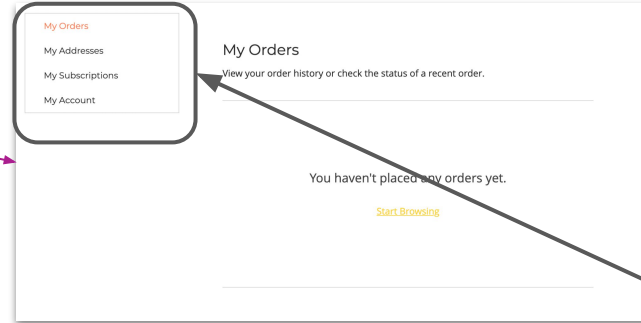 My Orders
My Addresses
My Subscriptions
My Account
My Orders
View your order history or check the status of a recent order.
You haven't placed any orders yet.
Start Browsing